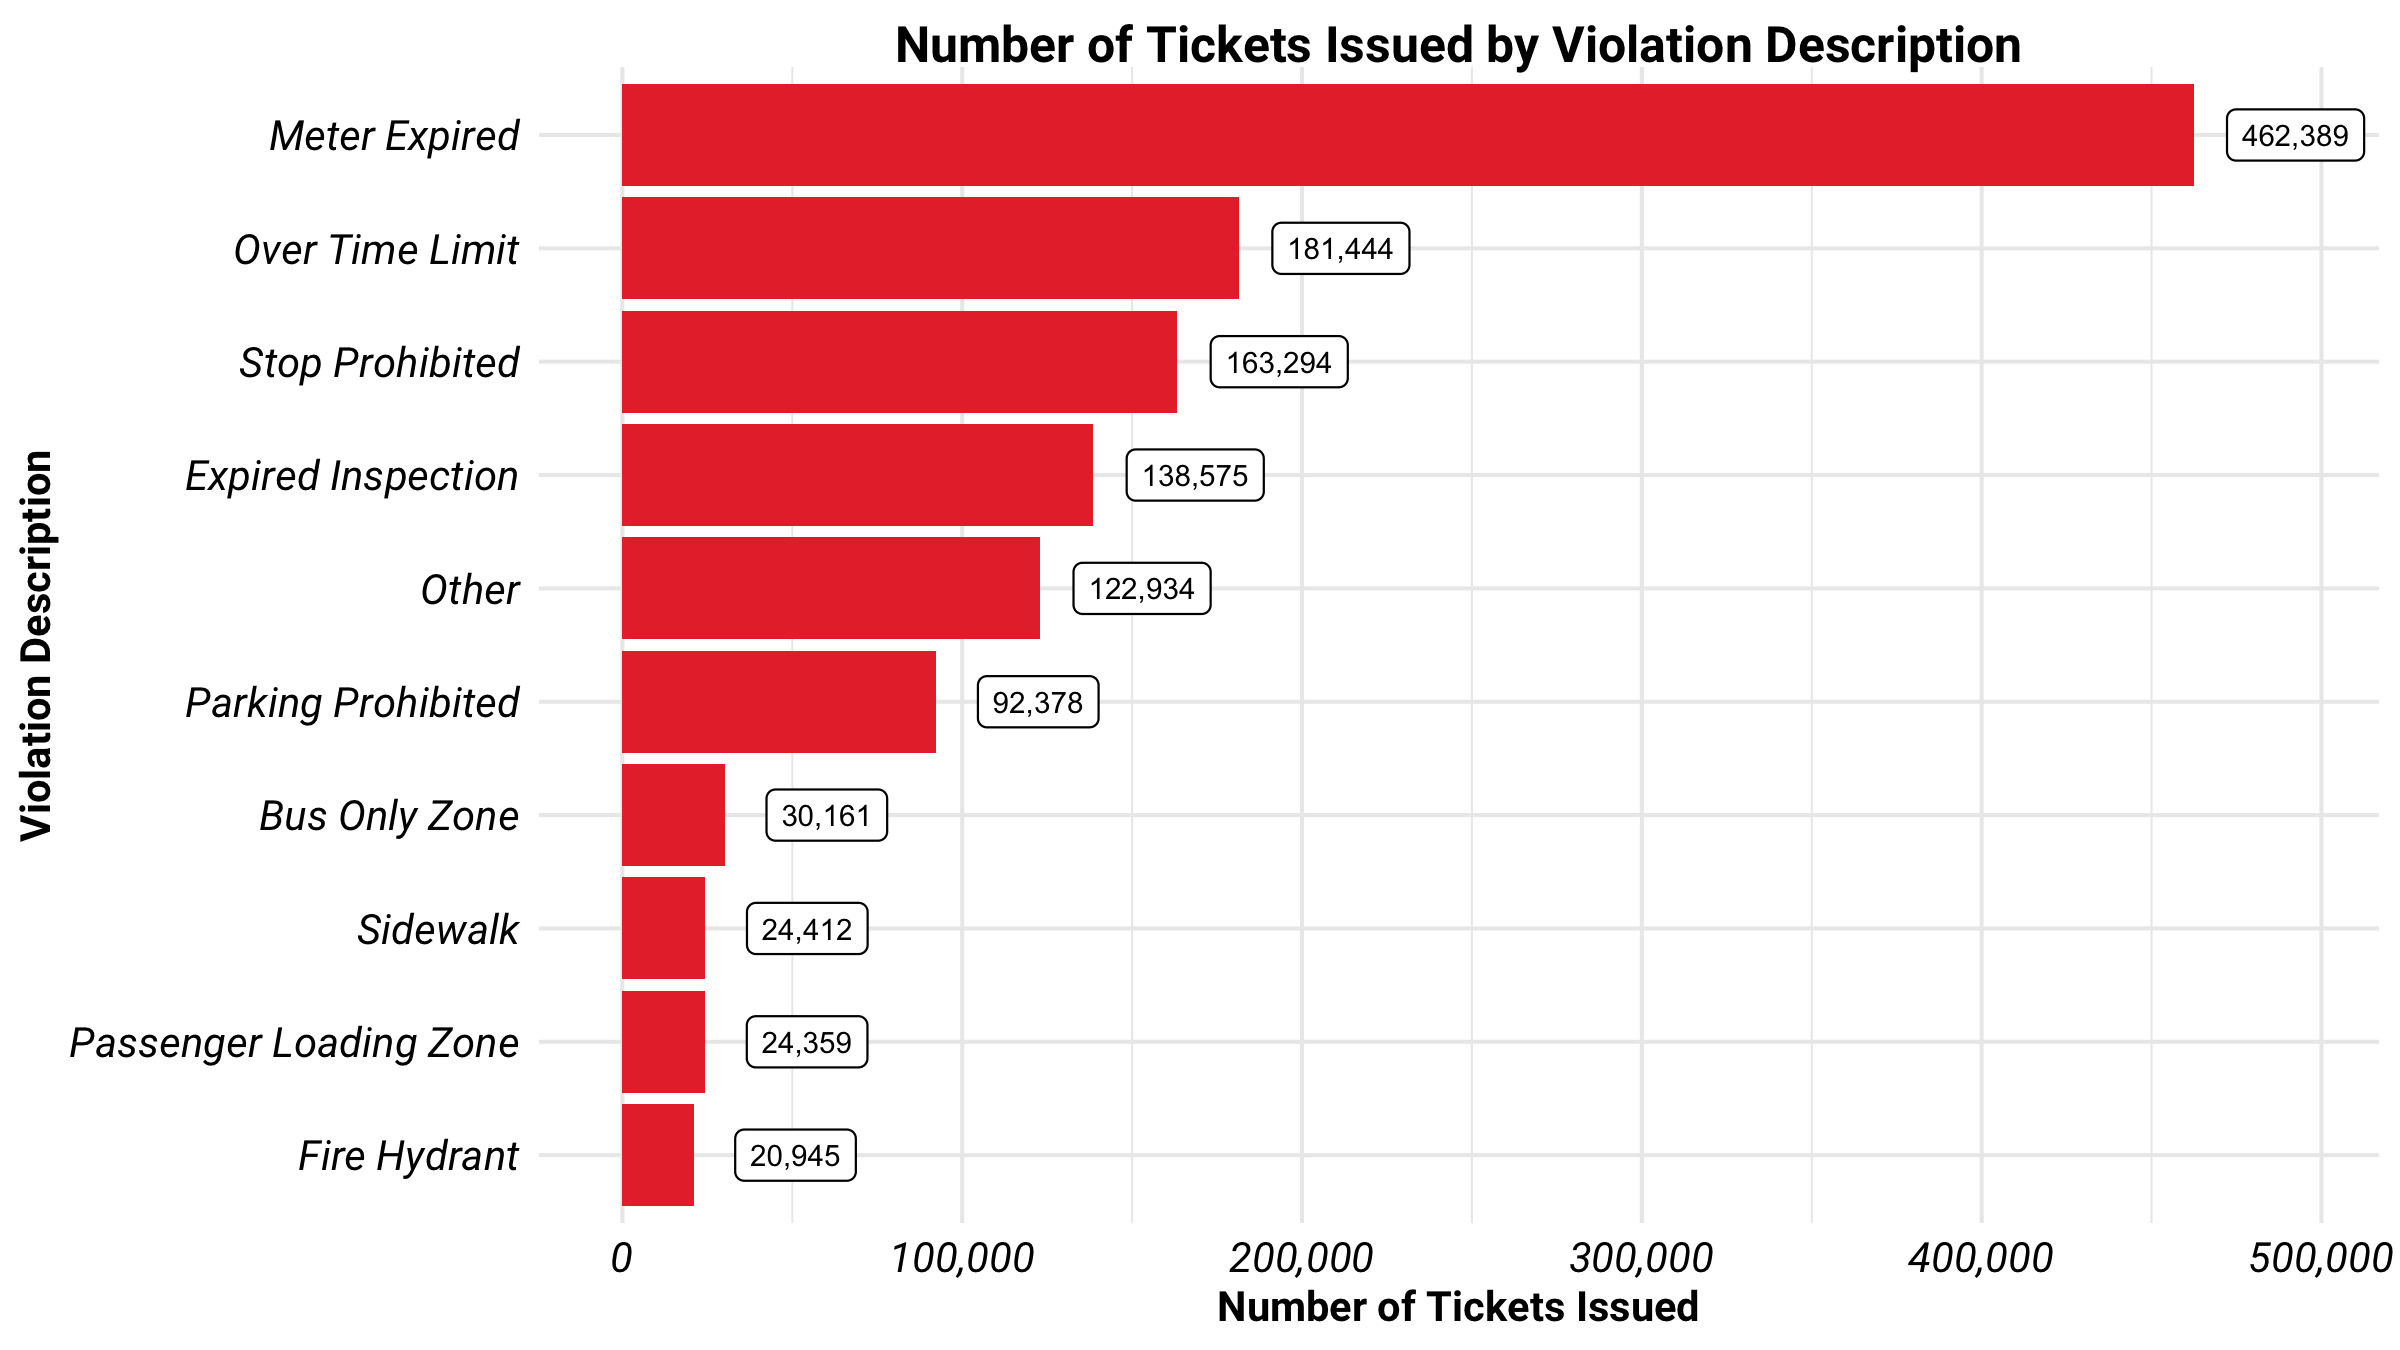 Number of Tickets Issued by Violation Description
Violation Description
Meter Expired 462,389
Over Time Limit 181,444
Stop Prohibited 163,294
Expired Inspection 138,575
Other 122,934
Parking Prohibited 92,378
Bus Only Zone 30,161
Sidewalk 24,412
Passenger Loading Zone 24,359
Fire Hydrant 20,945
0 100,000 200,000 300,000 400,000 500,000
Number of Tickets Issued